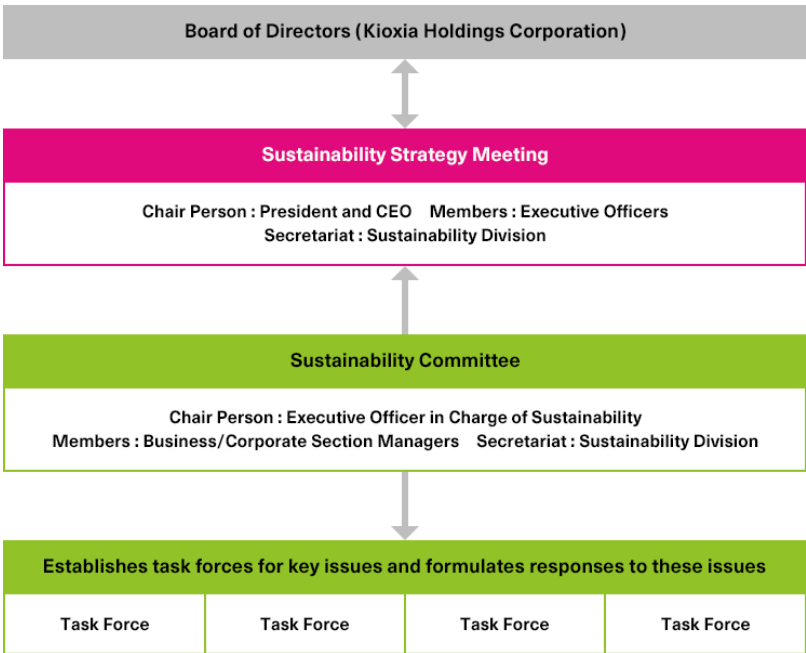 Board of Directors (Kioxia Holdings Corporation)
Sustainability Strategy Meeting
Chair Person : President and CEO Members : Executive Officers
Secretariat : Sustainability Division
Sustainability Committee
Chair Person : Executive Officer in Charge of Sustainability
Members : Business/Corporate Section Managers Secretariat : Sustainability Division
Establishes task forces for key issues and formulates responses to these issues
Task Force Task Force Task Force Task Force